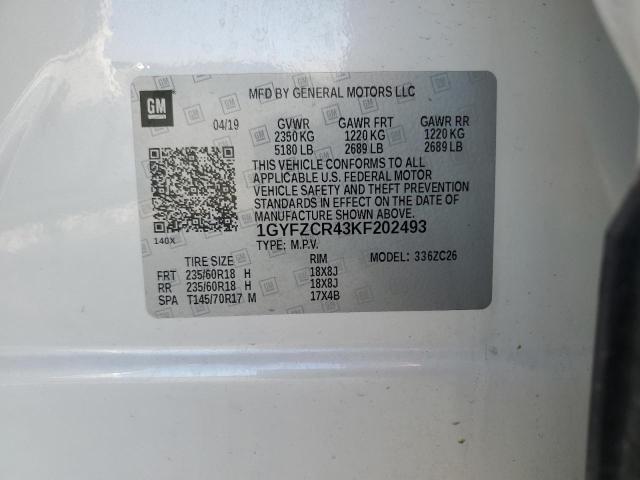 GM
MFD BY GENERAL MOTORS LLC
04/19 GVWR GAWR FRT GAWR RR
2350 KG 1220 KG 1220 KG
5180 LB 2689 LB 2689 LB
THIS VEHICLE CONFORMS TO ALL
APPLICABLE U.S. FEDERAL MOTOR
VEHICLE SAFETY AND THEFT PREVENTION
STANDARDS IN EFFECT ON THE DATE OF
MANUFACTURE SHOWN ABOVE.
140X
1GYFZCR43KF202493
TYPE: M.P.V. MODEL: 336ZC26
TIRE SIZE RIM
FRT 235/60R18 H 18X8J
RR 235/60R18 H 18X8J
SPA T145/70R17 M 17X4B